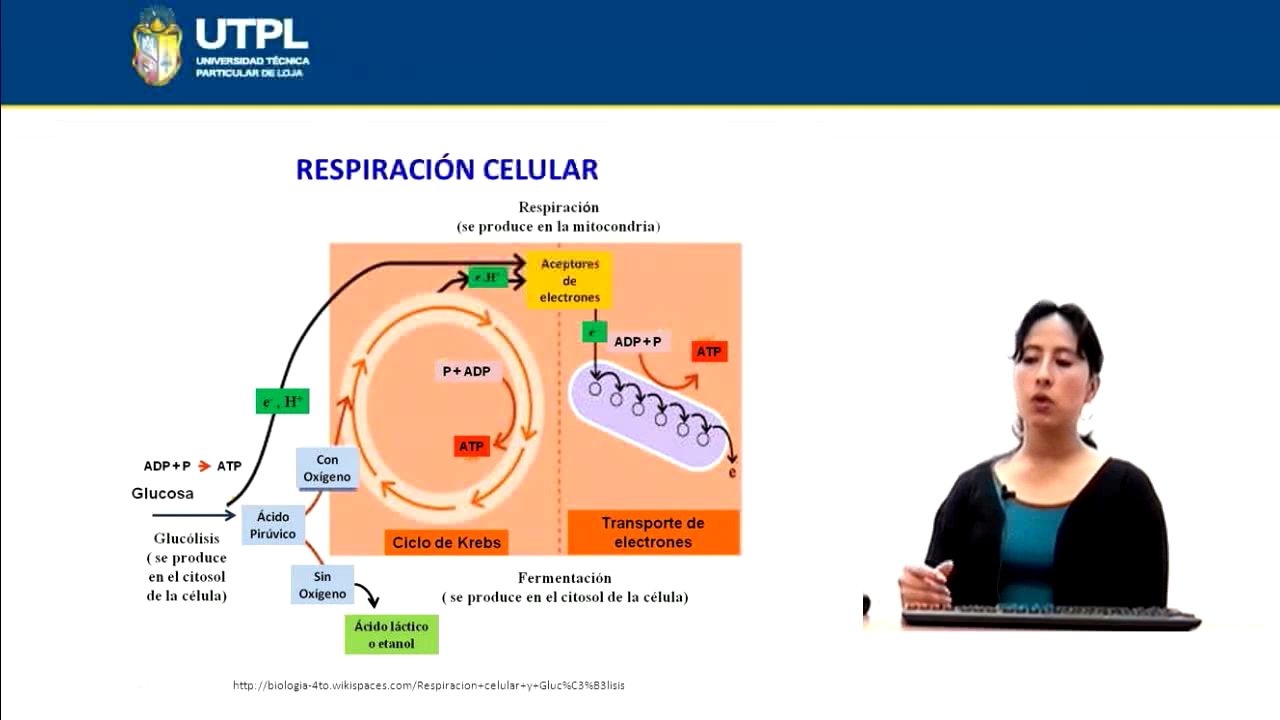 UTPL
UNIVERSIDAD TÉCNICA
PARTICULAR DE LOJA
RESPIRACIÓN CELULAR
Respiración
(se produce en la mitocondria)
Aceptores
de
electrones
e⁻,H⁺
e⁻
ADP + P
ATP
P + ADP
ATP
e⁻, H⁺
Con
Oxígeno
ADP + P ➔ ATP
Glucosa
Ácido
Pirúvico
Glucólisis
( se produce
en el citosol
de la célula)
Ciclo de Krebs
Transporte de
electrones
e
Sin
Oxígeno
Fermentación
( se produce en el citosol de la célula)
Ácido láctico
o etanol
http://biologia-4to.wikispaces.com/Respiracion+celular+y+Gluc%C3%B3lisis